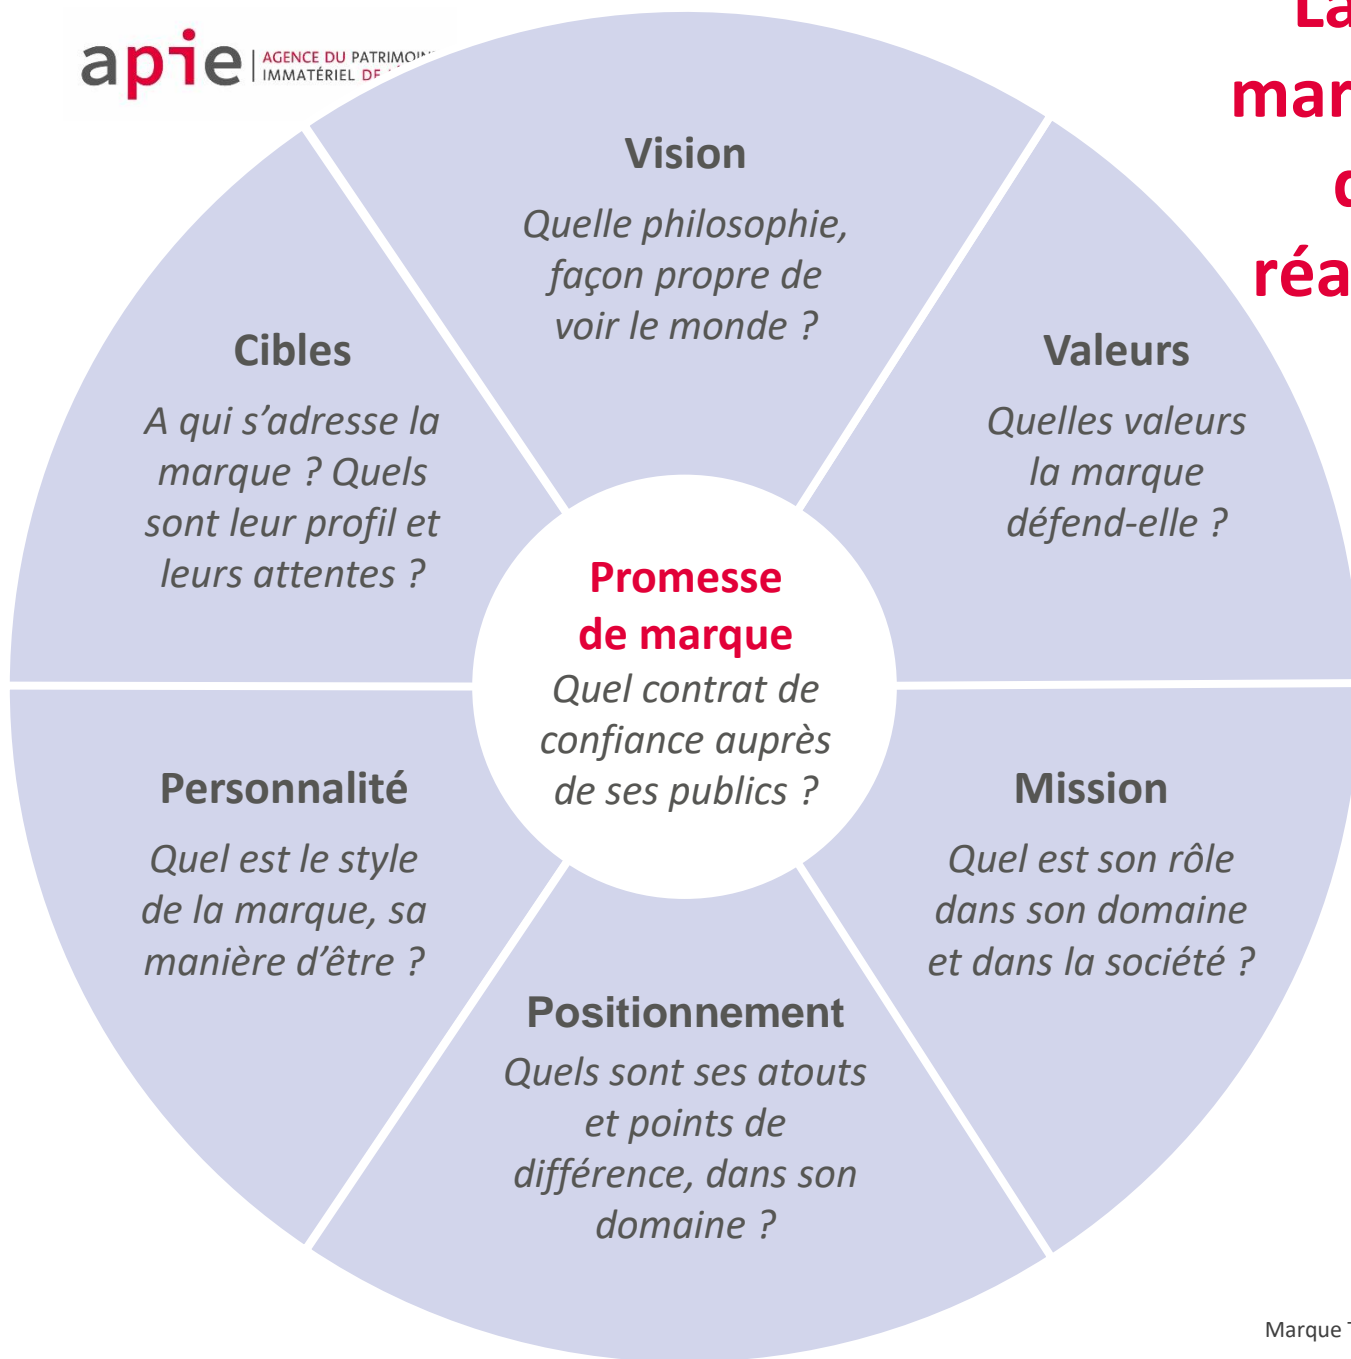 apie AGENCE DU PATRIMOINE
IMMATÉRIEL DE
La
Vision
Quelle philosophie,
façon propre de
voir le monde ?
Cibles
A qui s’adresse la
marque ? Quels
sont leur profil et
leurs attentes ?
Valeurs
Quelles valeurs
la marque
défend-elle ?
Promesse
de marque
Quel contrat de
confiance auprès
de ses publics ?
Personnalité
Quel est le style
de la marque, sa
manière d’être ?
Mission
Quel est son rôle
dans son domaine
et dans la société ?
Positionnement
Quels sont ses atouts
et points de
différence, dans son
domaine ?
Marque